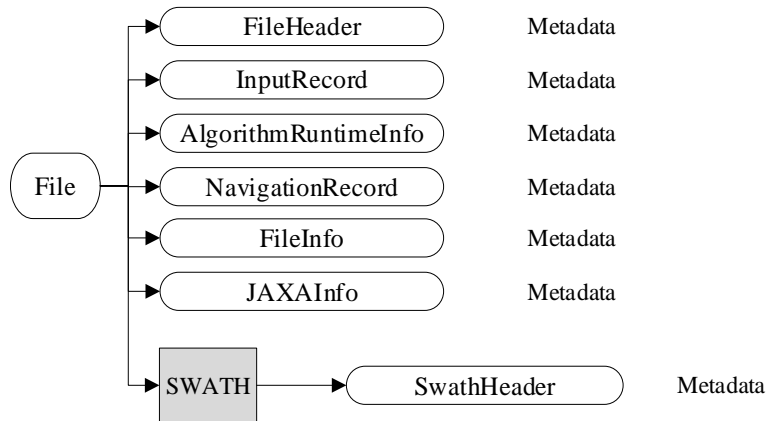 FileHeader Metadata
InputRecord Metadata
AlgorithmRuntimeInfo Metadata
File NavigationRecord Metadata
FileInfo Metadata
JAXAInfo Metadata
SWATH SwathHeader Metadata